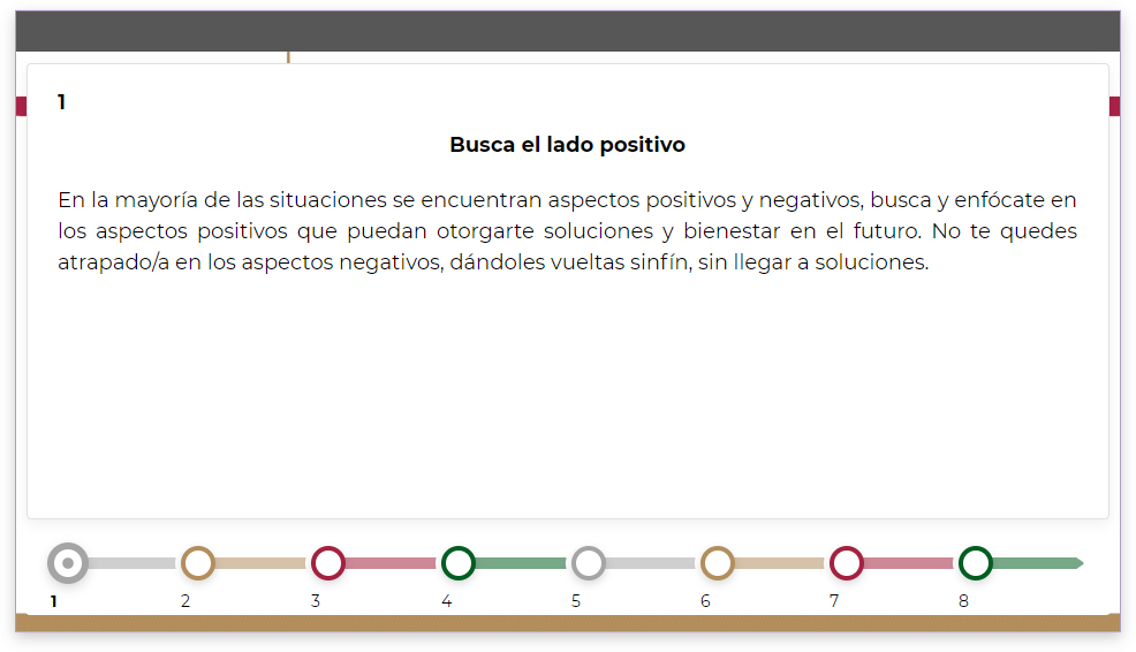 1
Busca el lado positivo
En la mayoría de las situaciones se encuentran aspectos positivos y negativos, busca y enfócate en
los aspectos positivos que puedan otorgarte soluciones y bienestar en el futuro. No te quedes
atrapado/a en los aspectos negativos, dándoles vueltas sinfín, sin llegar a soluciones.
1 2 3 4 5 6 7 8